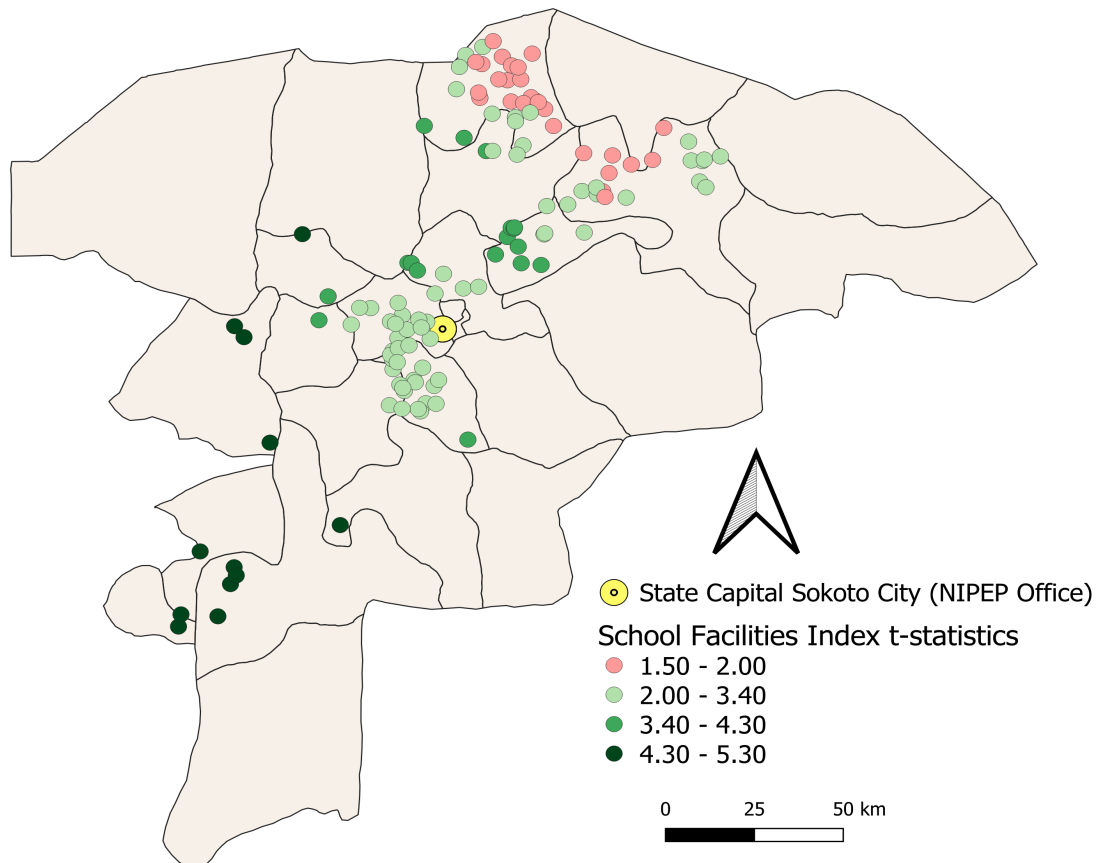 State Capital Sokoto City (NIPEP Office)
School Facilities Index t-statistics
1.50 - 2.00
2.00 - 3.40
3.40 - 4.30
4.30 - 5.30
0 25 50 km